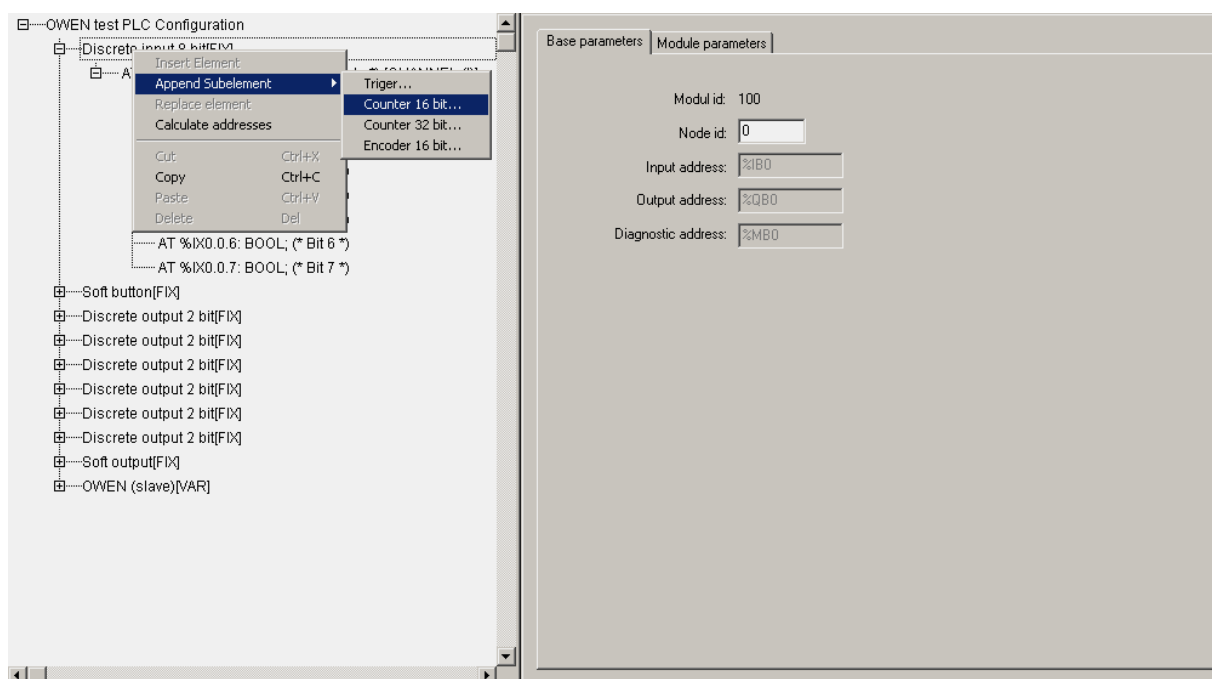 OWEN test PLC Configuration
Discrete input 8 bit[FIX]
Insert Element
Append Subelement
Replace element
Calculate addresses
Cut Ctrl+X
Copy Ctrl+C
Paste Ctrl+V
Delete Del
Triger...
Counter 16 bit...
Counter 32 bit...
Encoder 16 bit...
AT %IX0.0.6: BOOL; (* Bit 6 *)
AT %IX0.0.7: BOOL; (* Bit 7 *)
Soft button[FIX]
Discrete output 2 bit[FIX]
Discrete output 2 bit[FIX]
Discrete output 2 bit[FIX]
Discrete output 2 bit[FIX]
Discrete output 2 bit[FIX]
Discrete output 2 bit[FIX]
Soft output[FIX]
OWEN (slave)[VAR]
Base parameters Module parameters
Modul id: 100
Node id: 0
Input address: %IB0
Output address: %QB0
Diagnostic address: %MB0